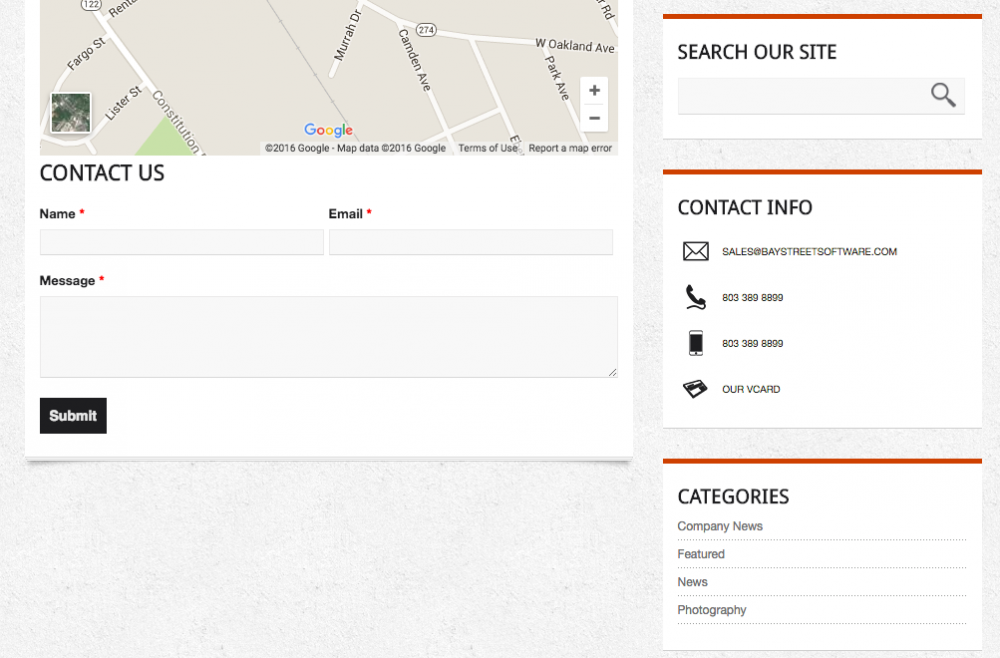 122
Fargo St
Lister St
Constitution
Murrah Dr
Camden Ave
274
W Oakland Ave
Park Ave
Rd
+
−
Google
©2016 Google - Map data ©2016 Google Terms of Use Report a map error
CONTACT US
Name *
Email *
Message *
Submit
SEARCH OUR SITE
CONTACT INFO
SALES@BAYSTREETSOFTWARE.COM
803 389 8899
803 389 8899
OUR VCARD
CATEGORIES
Company News
Featured
News
Photography